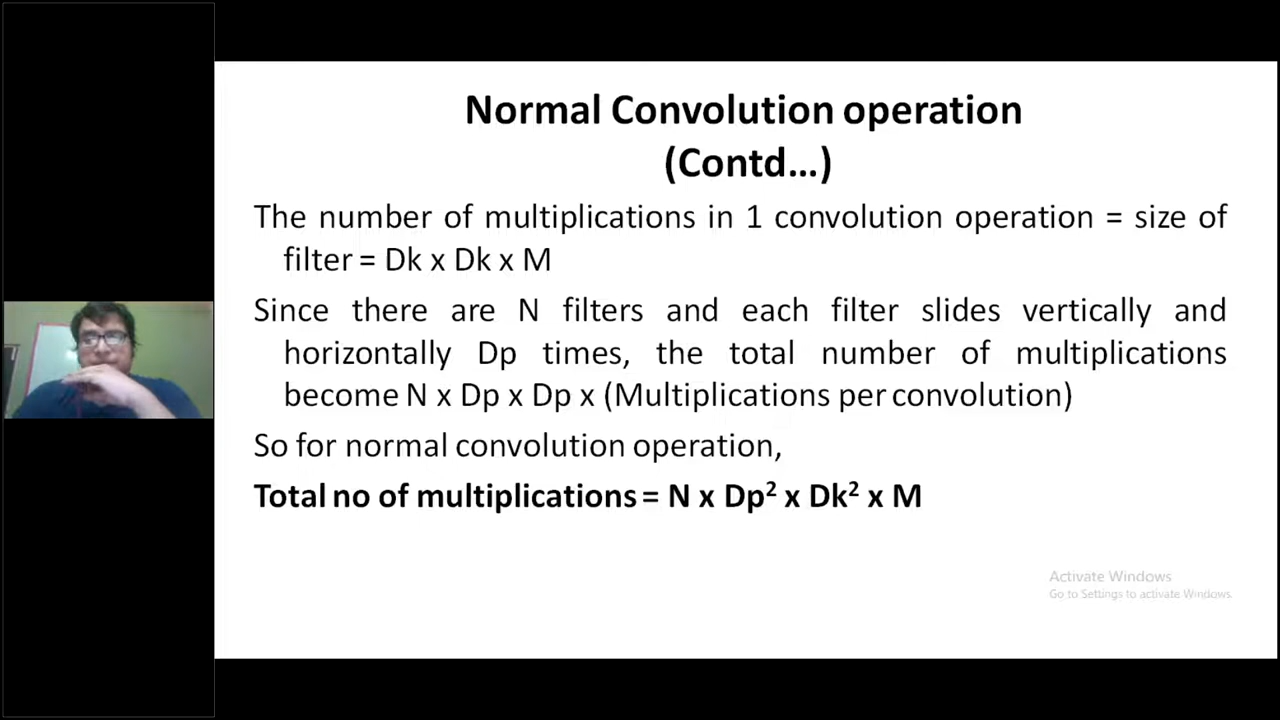 Normal Convolution operation
(Contd...)
The number of multiplications in 1 convolution operation = size of
filter = Dk x Dk x M
Since there are N filters and each filter slides vertically and
horizontally Dp times, the total number of multiplications
become N x Dp x Dp x (Multiplications per convolution)
So for normal convolution operation,
Total no of multiplications = N x Dp² x Dk² x M
Activate Windows
Go to Settings to activate Windows.